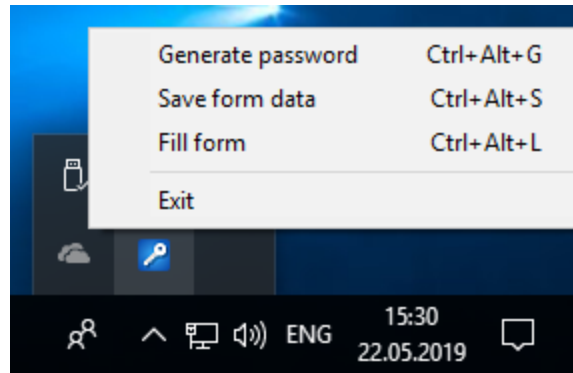 Generate password Ctrl+Alt+G
Save form data Ctrl+Alt+S
Fill form Ctrl+Alt+L
Exit
ENG
15:30
22.05.2019